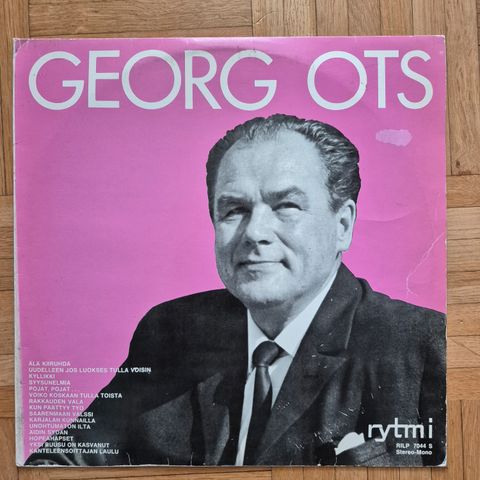 GEORG OTS
ÄLÄ KIIRUHDA
UUDELLEEN JOS LUOKSES TULLA VOISIN
KYLLIKKI
SYYSUNELMIA
POJAT, POJAT . . .
VOIKO KOSKAAN TULLA TOISTA
RAKKAUDEN VALA
KUN PÄÄTTYY TYÖ
SAARENMAAN VALSSI
KARJALAN KUNNAILLA
UNOHTUMATON ILTA
ÄIDIN SYDÄN
HOPEAHAPSET
YKSI RUUSU ON KASVANUT
KANTELEENSOITTAJAN LAULU
rytmi
RILP 7044 S
Stereo-Mono